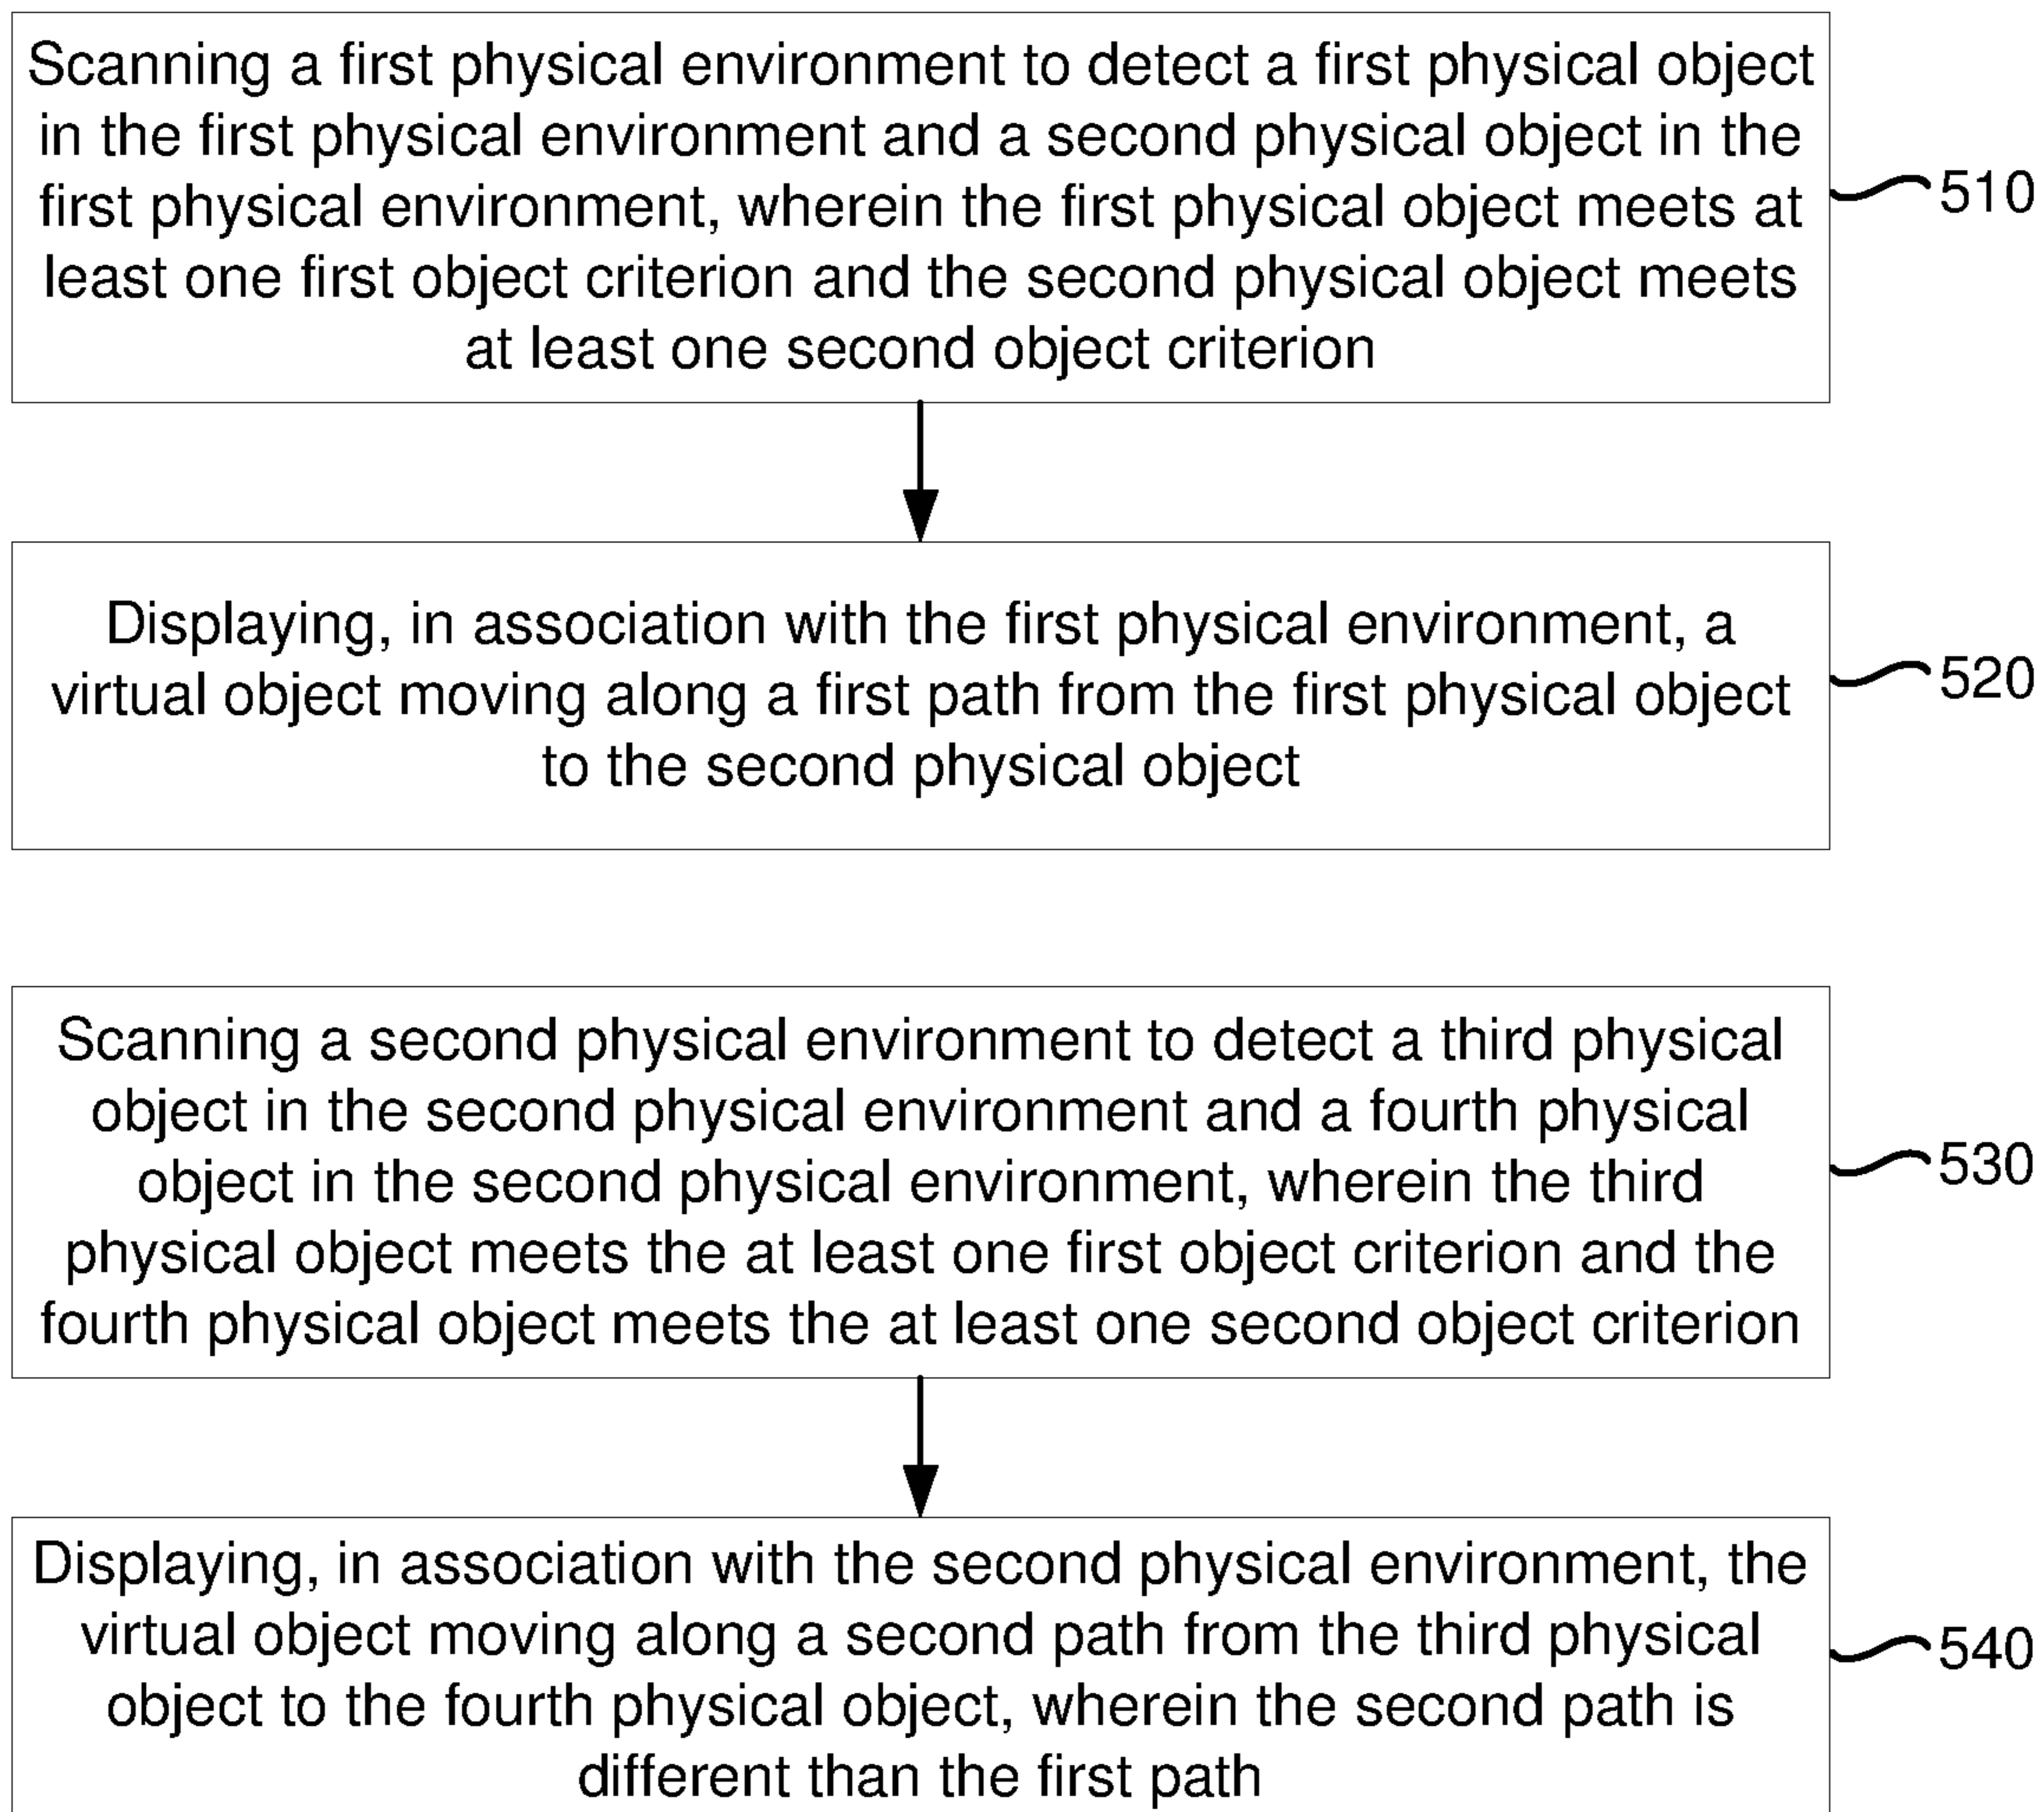 Scanning a first physical environment to detect a first physical object
in the first physical environment and a second physical object in the
first physical environment, wherein the first physical object meets at
least one first object criterion and the second physical object meets
at least one second object criterion
510
Displaying, in association with the first physical environment, a
virtual object moving along a first path from the first physical object
to the second physical object
520
Scanning a second physical environment to detect a third physical
object in the second physical environment and a fourth physical
object in the second physical environment, wherein the third
physical object meets the at least one first object criterion and the
fourth physical object meets the at least one second object criterion
530
Displaying, in association with the second physical environment, the
virtual object moving along a second path from the third physical
object to the fourth physical object, wherein the second path is
different than the first path
540